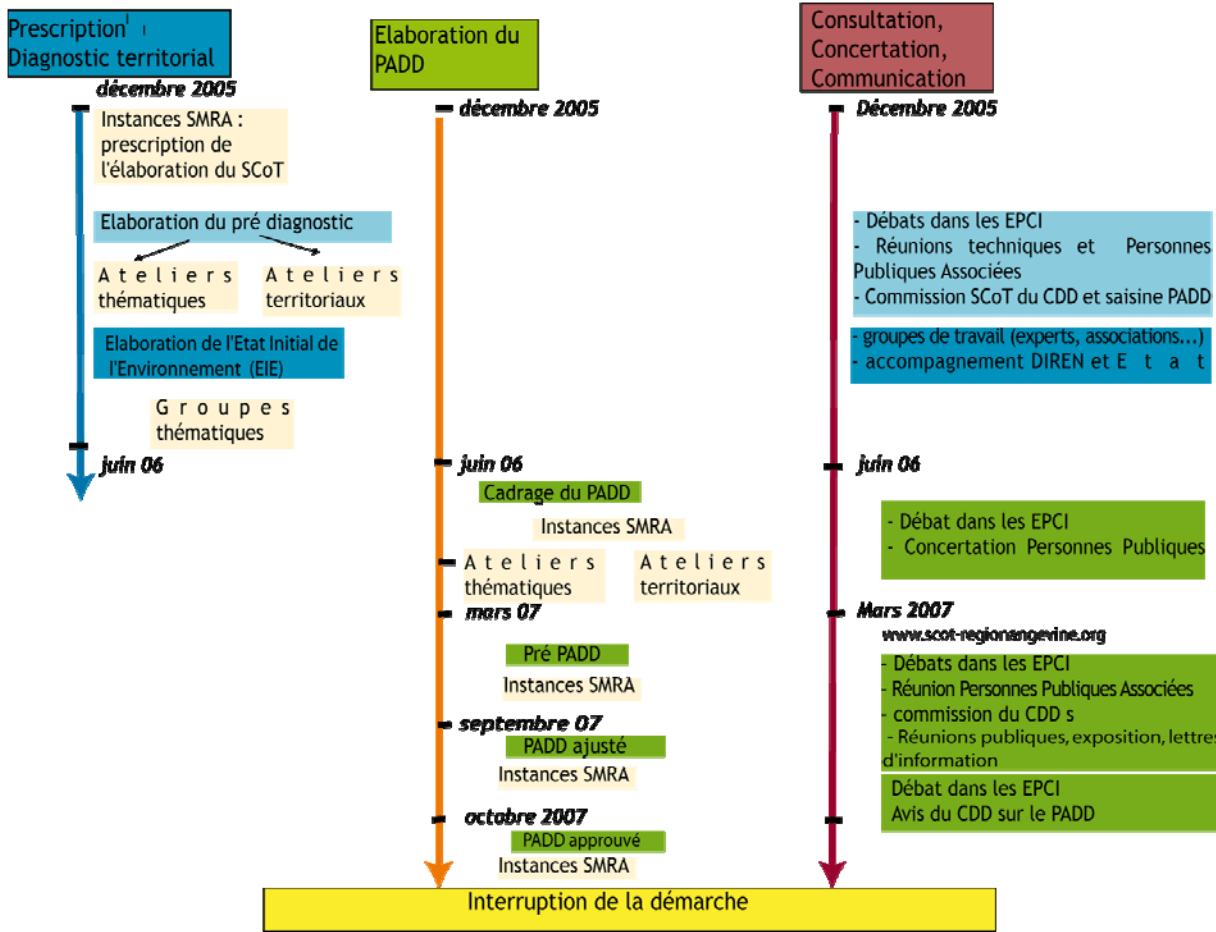 Prescription
Diagnostic territorial
décembre 2005
Instances SMRA :
prescription de
l'élaboration du SCoT
Elaboration du pré diagnostic
Ateliers
thématiques
Ateliers
territoriaux
Elaboration de l'Etat Initial de
l'Environnement (EIE)
Groupes
thématiques
juin 06
Elaboration du
PADD
décembre 2005
juin 06
Cadrage du PADD
Instances SMRA
Ateliers
thématiques
Ateliers
territoriaux
mars 07
Pré PADD
Instances SMRA
septembre 07
PADD ajusté
Instances SMRA
octobre 2007
PADD approuvé
Instances SMRA
Consultation,
Concertation,
Communication
Décembre 2005
- Débats dans les EPCI
- Réunions techniques et Personnes
Publiques Associées
- Commission SCoT du CDD et saisine PADD
- groupes de travail (experts, associations...)
- accompagnement DIREN et E t a t
juin 06
- Débat dans les EPCI
- Concertation Personnes Publiques
Mars 2007
www.scot-regionangevine.org
- Débats dans les EPCI
- Réunion Personnes Publiques Associées
- commission du CDD s
- Réunions publiques, exposition, lettres
d'information
Débat dans les EPCI
Avis du CDD sur le PADD
Interruption de la démarche